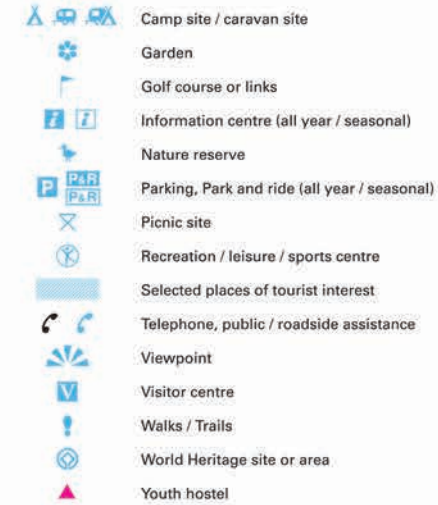 Camp site / caravan site
Garden
Golf course or links
i i Information centre (all year / seasonal)
Nature reserve
P P&R P&R Parking, Park and ride (all year / seasonal)
Picnic site
Recreation / leisure / sports centre
Selected places of tourist interest
Telephone, public / roadside assistance
Viewpoint
V Visitor centre
Walks / Trails
World Heritage site or area
Youth hostel